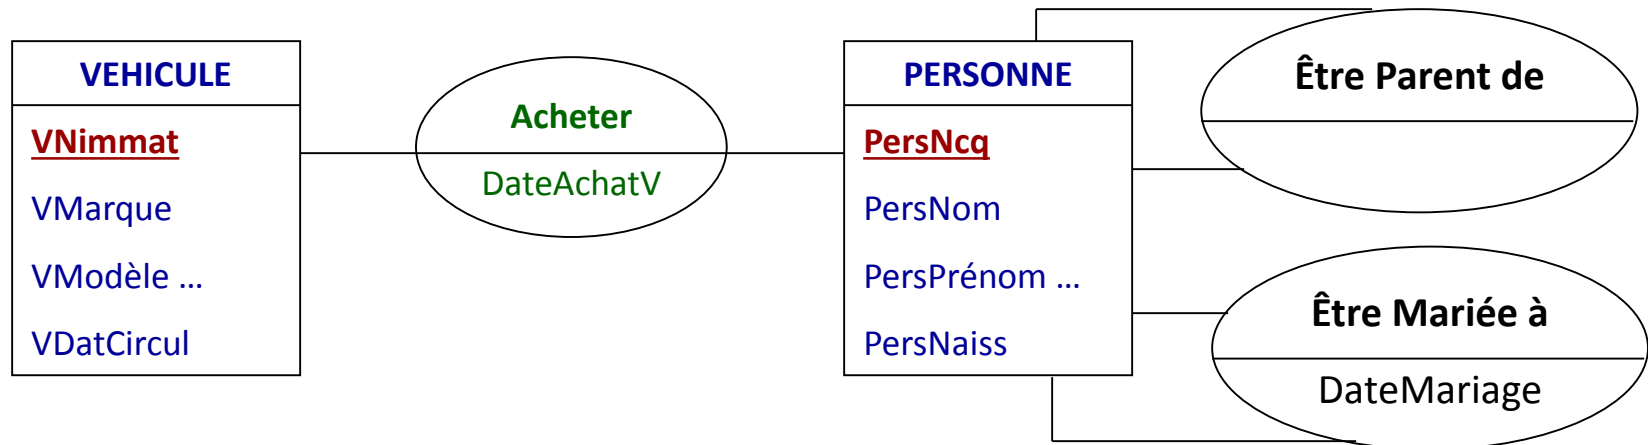 VEHICULE
VNimmat
VMarque
VModèle ...
VDatCircul
Acheter
DateAchatV
PERSONNE
PersNcq
PersNom
PersPrénom ...
PersNaiss
Être Parent de
Être Mariée à
DateMariage